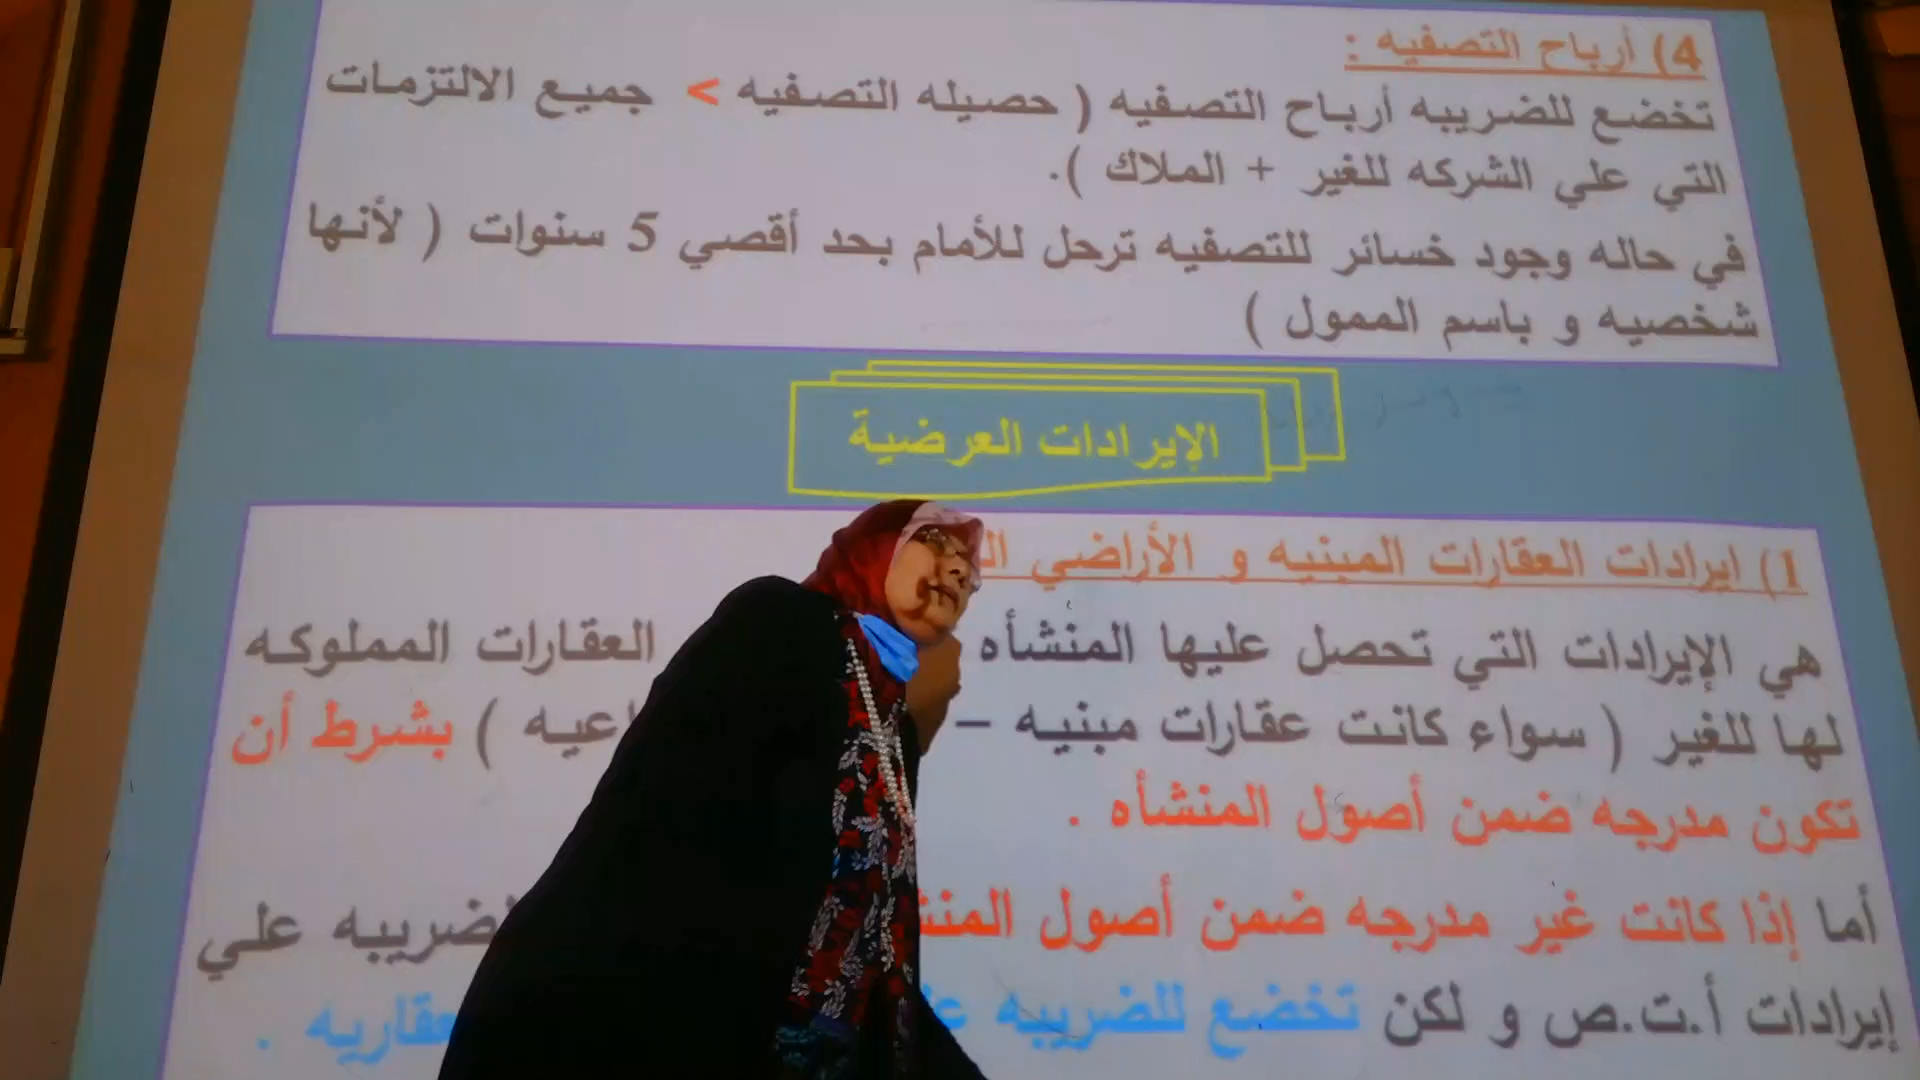 4) أرباح التصفيه :
تخضع للضريبه أرباح التصفيه ( حصيله التصفيه > جميع الالتزمات
التي علي الشركه للغير + الملاك ).
في حاله وجود خسائر للتصفيه ترحل للأمام بحد أقصي 5 سنوات ( لأنها
شخصيه و باسم الممول )
الإيرادات العرضية
1) ايرادات العقارات المبنيه و الأراضي
هي الإيرادات التي تحصل عليها المنشأه العقارات المملوكه
لها للغير ( سواء كانت عقارات مبنيه – ) بشرط أن
تكون مدرجه ضمن أصول المنشأه .
أما إذا كانت غير مدرجه ضمن أصول علي
إيرادات أ.ت.ص و لكن تخضع للضريبه .